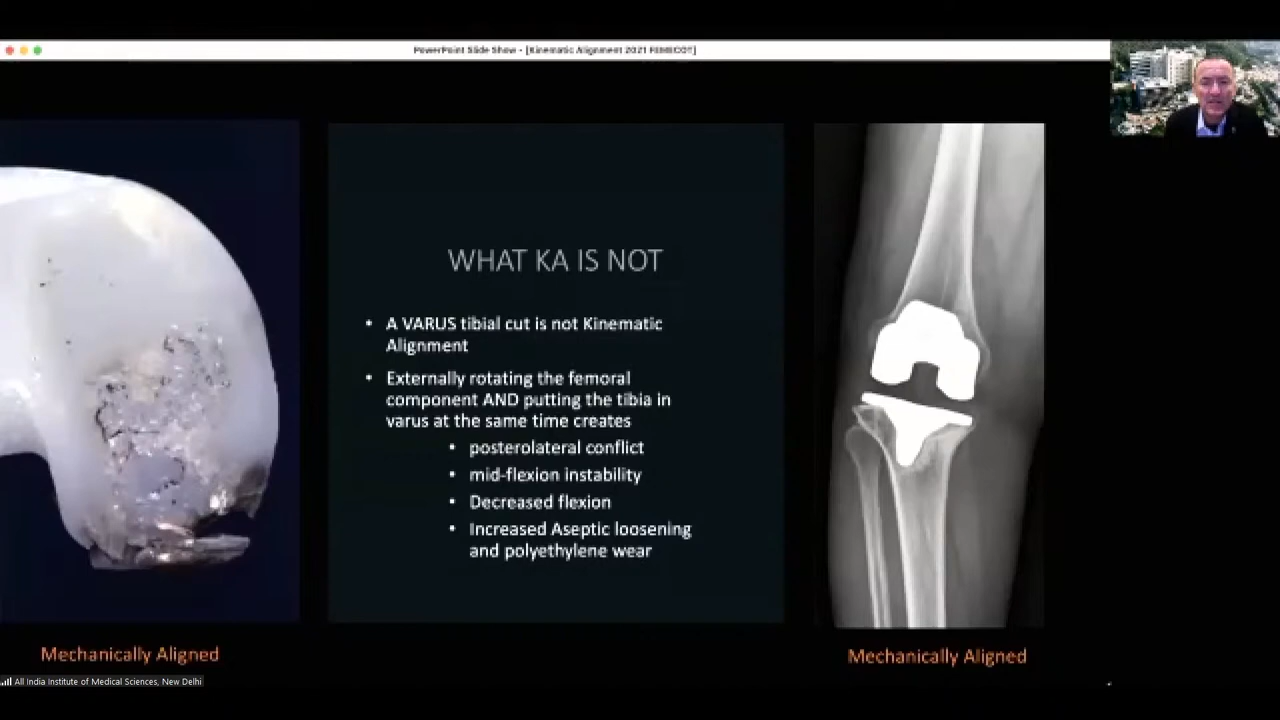 PowerPoint Slide Show - [Kinematic Alignment 2021 FEMECOT]
WHAT KA IS NOT
• A VARUS tibial cut is not Kinematic
Alignment
• Externally rotating the femoral
component AND putting the tibia in
varus at the same time creates
• posterolateral conflict
• mid-flexion instability
• Decreased flexion
• Increased Aseptic loosening
and polyethylene wear
Mechanically Aligned
Mechanically Aligned
All India Institute of Medical Sciences, New Delhi